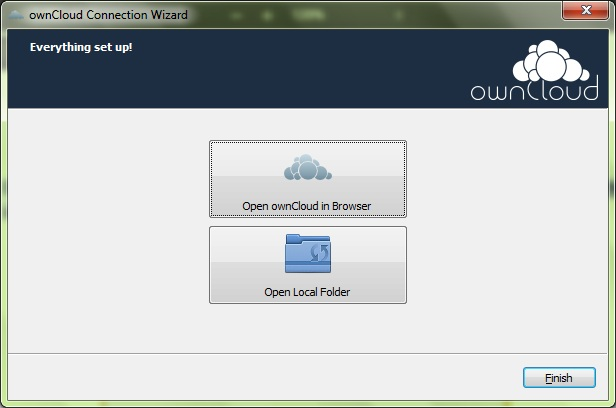 ownCloud Connection Wizard
Everything set up!
ownCloud
Open ownCloud in Browser
Open Local Folder
Finish